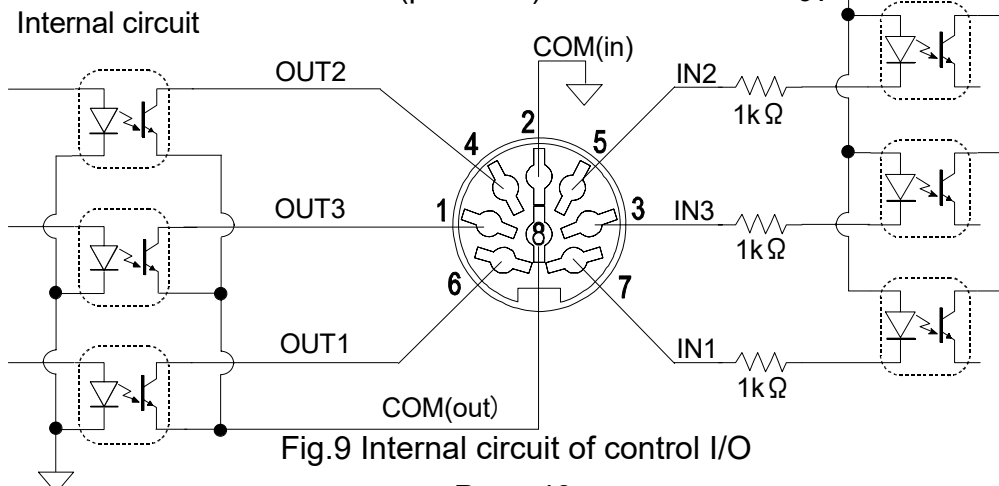 Internal circuit
COM(in)
OUT2
IN2
1kΩ
2
4
5
OUT3
1
3
IN3
8
1kΩ
6
7
OUT1
IN1
1kΩ
COM(out)
Fig.9 Internal circuit of control I/O